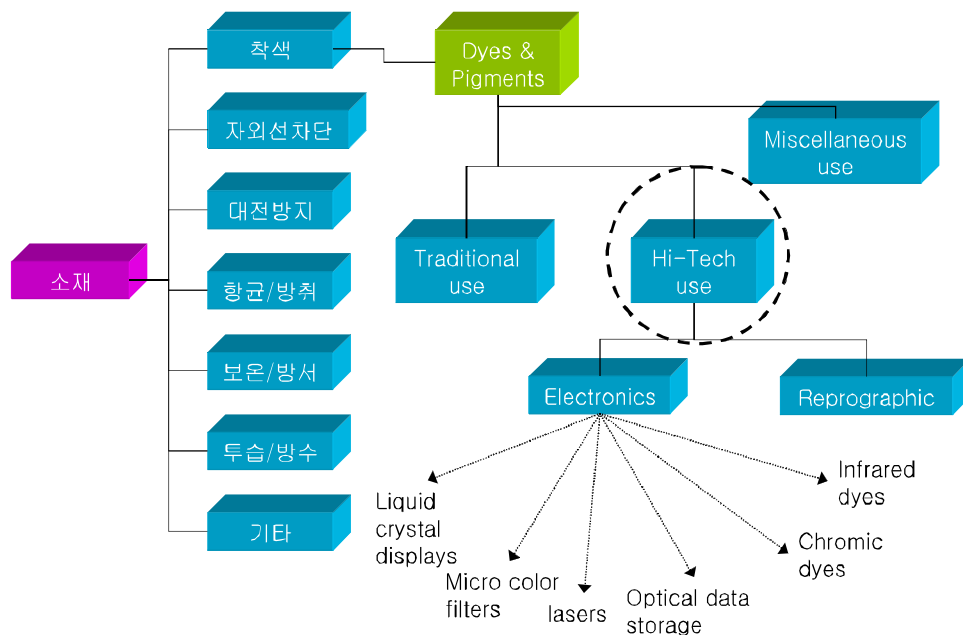 착색
Dyes &
Pigments
자외선차단
Miscellaneous
use
대전방지
Traditional
use
Hi-Tech
use
소재
항균/방취
보온/방서
Electronics
Reprographic
투습/방수
기타
Liquid
crystal
displays
Micro color
filters
lasers
Optical data
storage
Chromic
dyes
Infrared
dyes